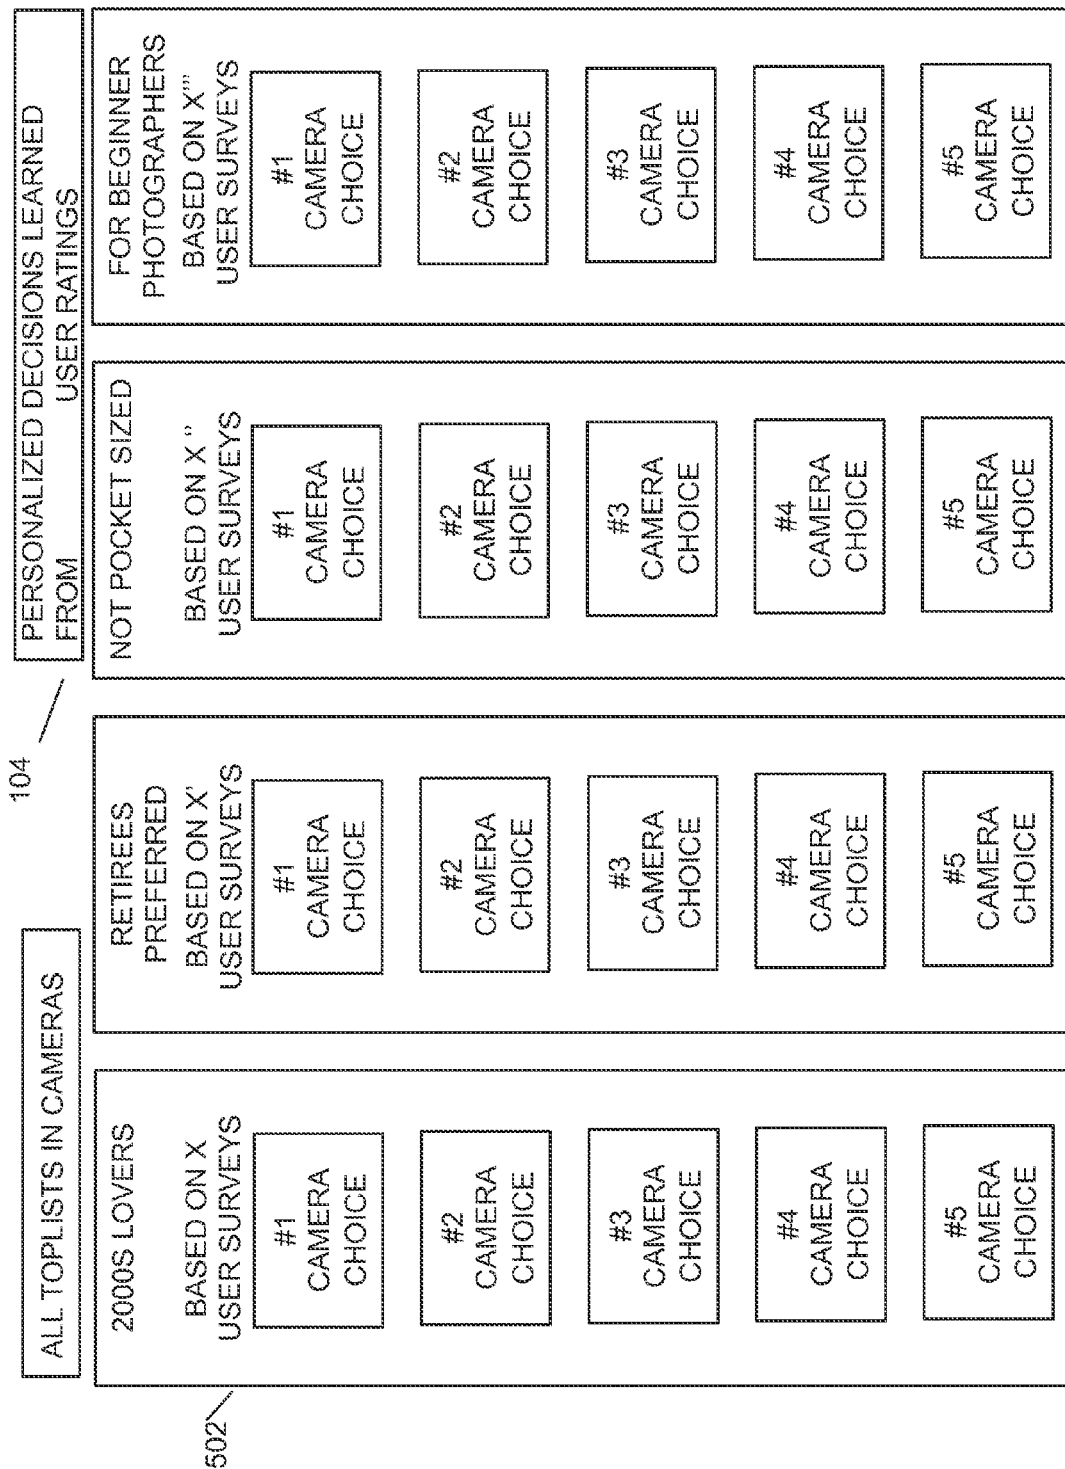 104
ALL TOPLISTS IN CAMERAS
PERSONALIZED DECISIONS LEARNED
FROM USER RATINGS
502
2000S LOVERS
BASED ON X
USER SURVEYS
#1
CAMERA
CHOICE
#2
CAMERA
CHOICE
#3
CAMERA
CHOICE
#4
CAMERA
CHOICE
#5
CAMERA
CHOICE
RETIREES
PREFERRED
BASED ON X'
USER SURVEYS
#1
CAMERA
CHOICE
#2
CAMERA
CHOICE
#3
CAMERA
CHOICE
#4
CAMERA
CHOICE
#5
CAMERA
CHOICE
NOT POCKET SIZED
BASED ON X ''
USER SURVEYS
#1
CAMERA
CHOICE
#2
CAMERA
CHOICE
#3
CAMERA
CHOICE
#4
CAMERA
CHOICE
#5
CAMERA
CHOICE
FOR BEGINNER
PHOTOGRAPHERS
BASED ON X'''
USER SURVEYS
#1
CAMERA
CHOICE
#2
CAMERA
CHOICE
#3
CAMERA
CHOICE
#4
CAMERA
CHOICE
#5
CAMERA
CHOICE